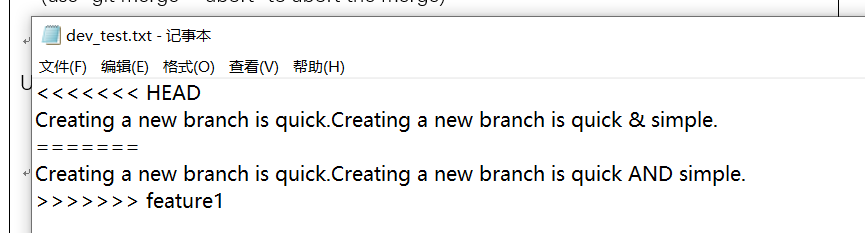 (use "git merge --abort" to abort the merge)
dev_test.txt - 记事本
文件(F) 编辑(E) 格式(O) 查看(V) 帮助(H)
<<<<<<< HEAD
Creating a new branch is quick.Creating a new branch is quick & simple.
=======
Creating a new branch is quick.Creating a new branch is quick AND simple.
>>>>>>> feature1